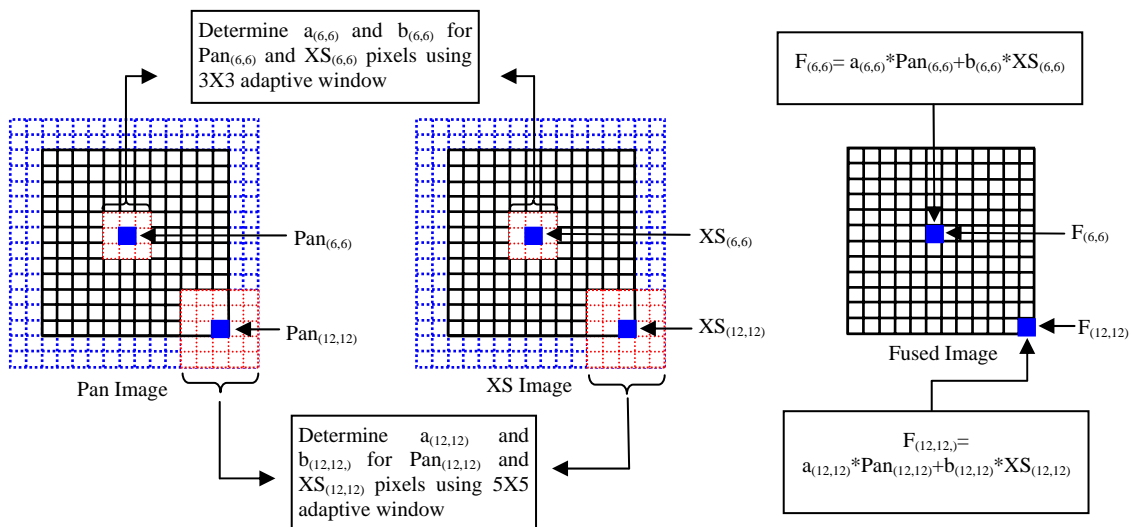 Determine a(6,6) and b(6,6) for
Pan(6,6) and XS(6,6) pixels using
3X3 adaptive window
F(6,6)= a(6,6)*Pan(6,6)+b(6,6)*XS(6,6)
Pan(6,6)
XS(6,6)
F(6,6)
Pan(12,12)
XS(12,12)
F(12,12)
Pan Image
XS Image
Fused Image
Determine a(12,12) and
b(12,12,) for Pan(12,12) and
XS(12,12) pixels using 5X5
adaptive window
F(12,12,)=
a(12,12)*Pan(12,12)+b(12,12)*XS(12,12)